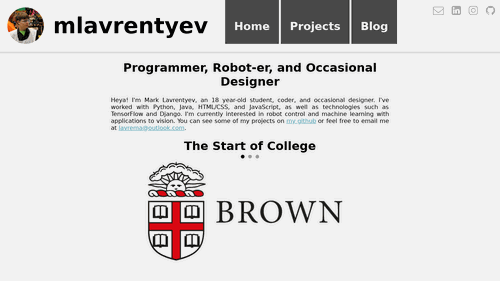 mlavrentyev
Home
Projects
Blog
Programmer, Robot-er, and Occasional
Designer
Heya! I'm Mark Lavrentyev, an 18 year-old student, coder, and occasional designer. I've
worked with Python, Java, HTML/CSS, and JavaScript, as well as technologies such as
TensorFlow and Django. I'm currently interested in robot control and machine learning with
applications to vision. You can see some of my projects on my github or feel free to email me
at lavrema@outlook.com.
The Start of College
BROWN